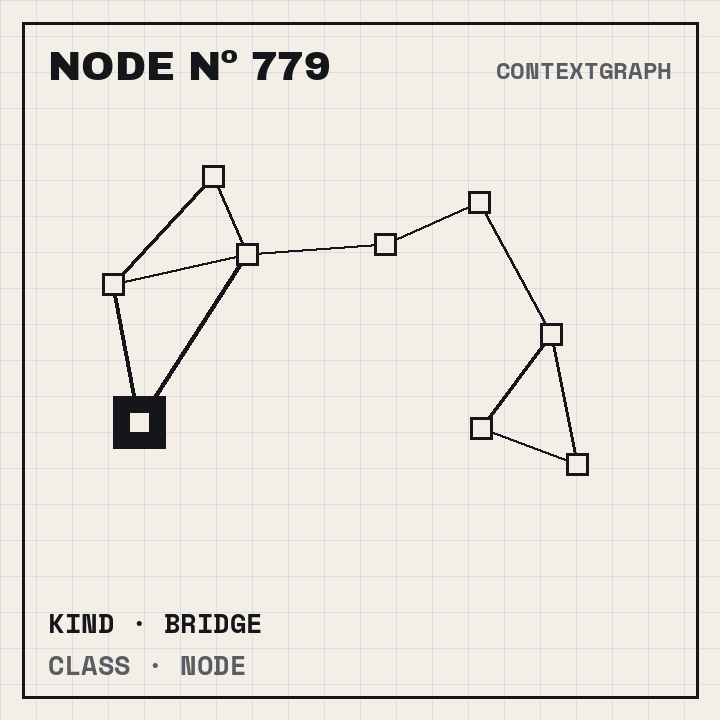 NODE Nº 779
CONTEXTGRAPH
KIND · BRIDGE
CLASS · NODE